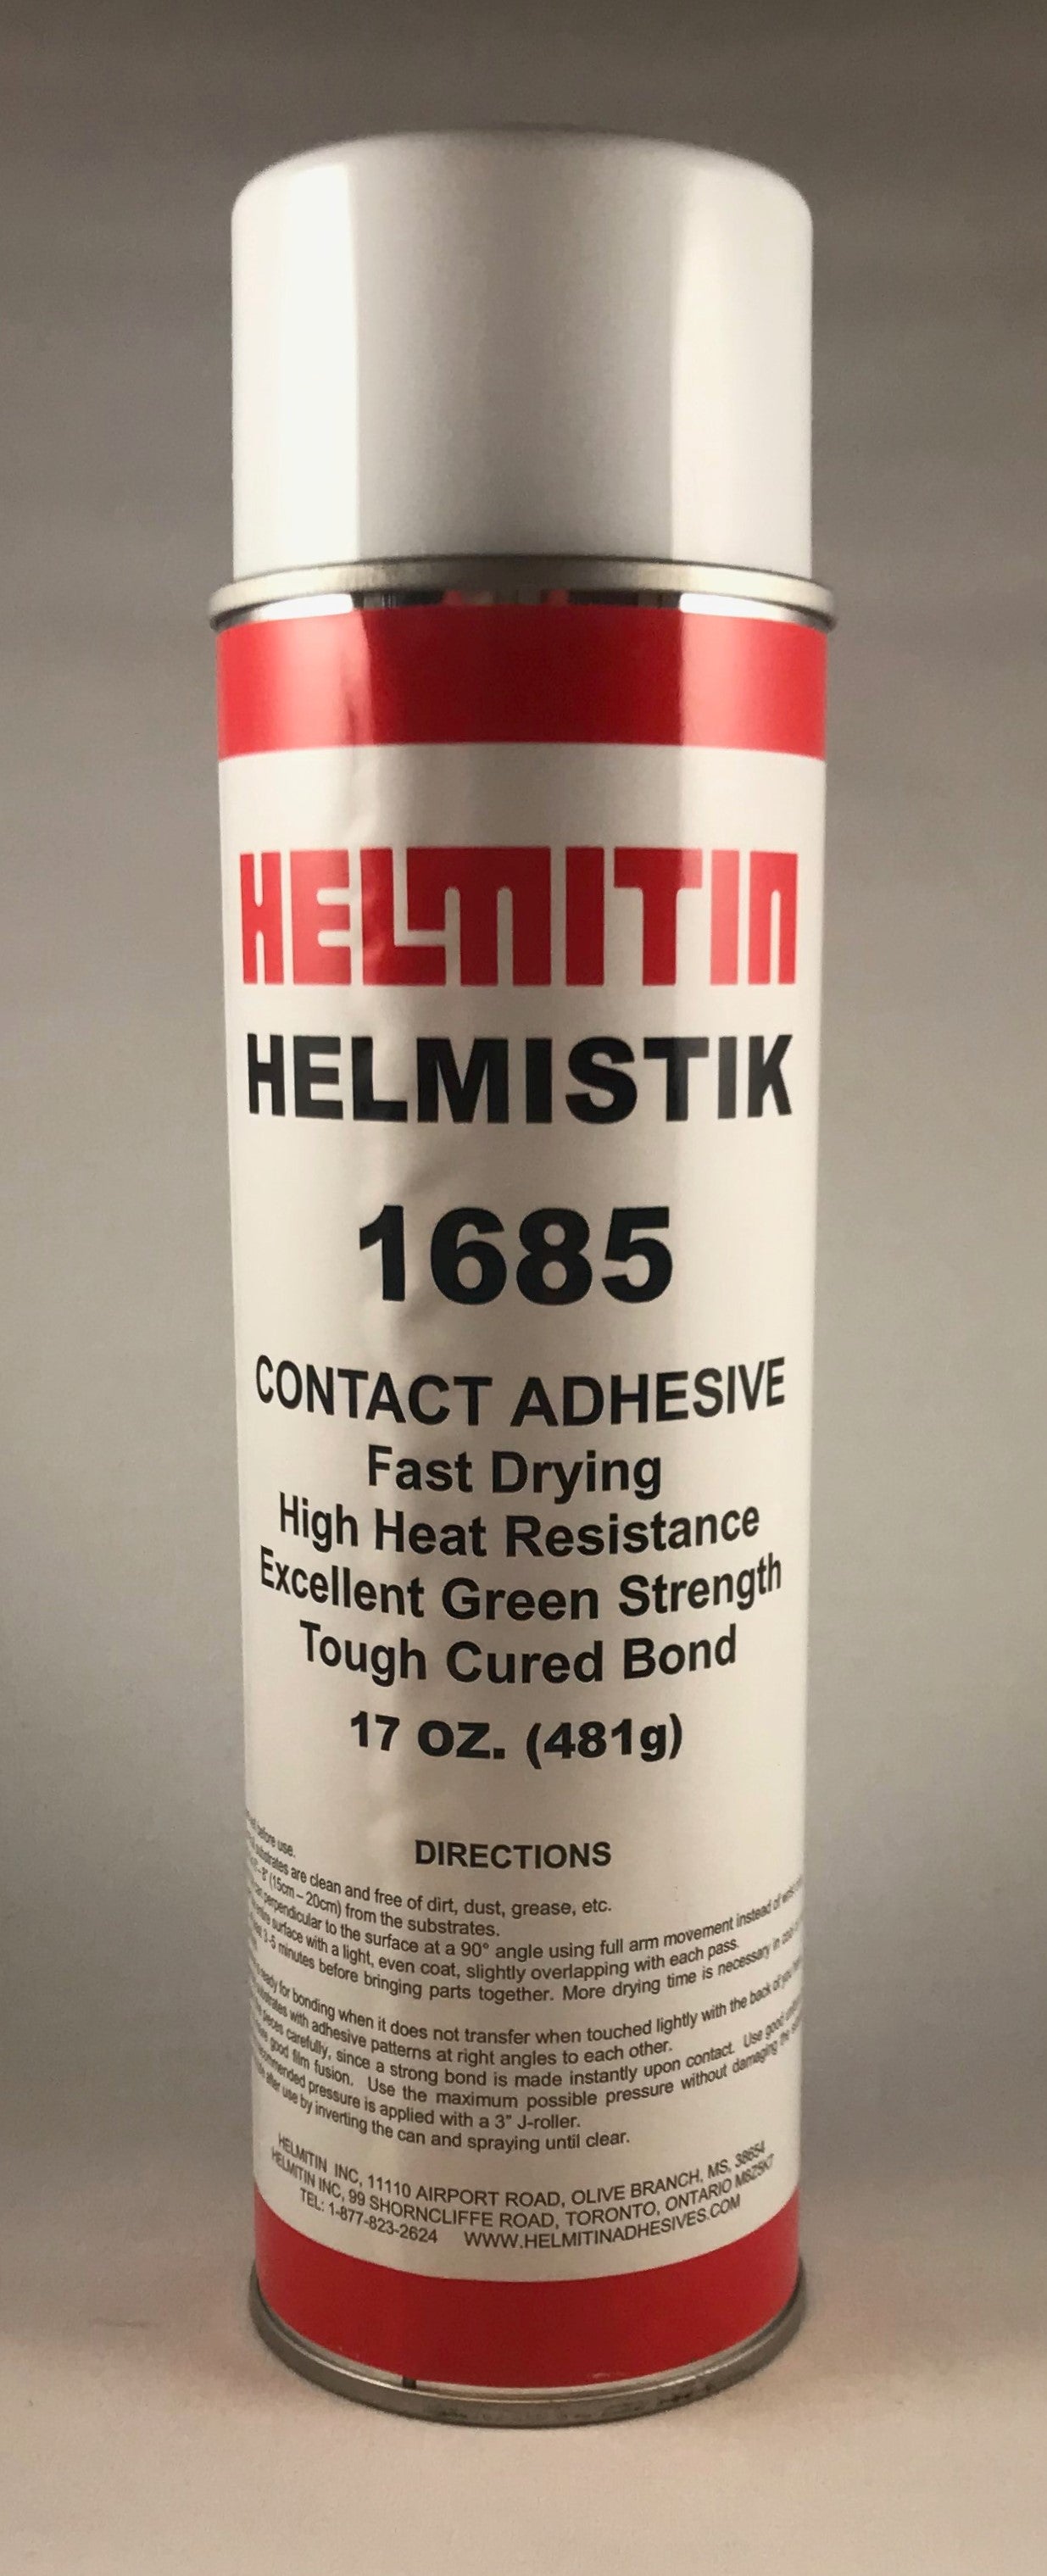 HELMITIN
HELMISTIK
1685
CONTACT ADHESIVE
Fast Drying
High Heat Resistance
Excellent Green Strength
Tough Cured Bond
17 OZ. (481g)
DIRECTIONS
before use.
substrates are clean and free of dirt, dust, grease, etc.
8" (15cm – 20cm) from the substrates.
perpendicular to the surface at a 90° angle using full arm movement instead of
surface with a light, even coat, slightly overlapping with each pass.
3-5 minutes before bringing parts together. More drying time is necessary in
ready for bonding when it does not transfer when touched lightly with the back of
with adhesive patterns at right angles to each other.
pieces carefully, since a strong bond is made instantly upon contact. Use good
good film fusion. Use the maximum possible pressure without damaging the
pressure is applied with a 3" J-roller.
after use by inverting the can and spraying until clear.
HELMITIN INC, 11110 AIRPORT ROAD, OLIVE BRANCH, MS, 38654
HELMITIN INC, 99 SHORNCLIFFE ROAD, TORONTO, ONTARIO M8Z5K7
TEL: 1-877-823-2624 WWW.HELMITINADHESIVES.COM